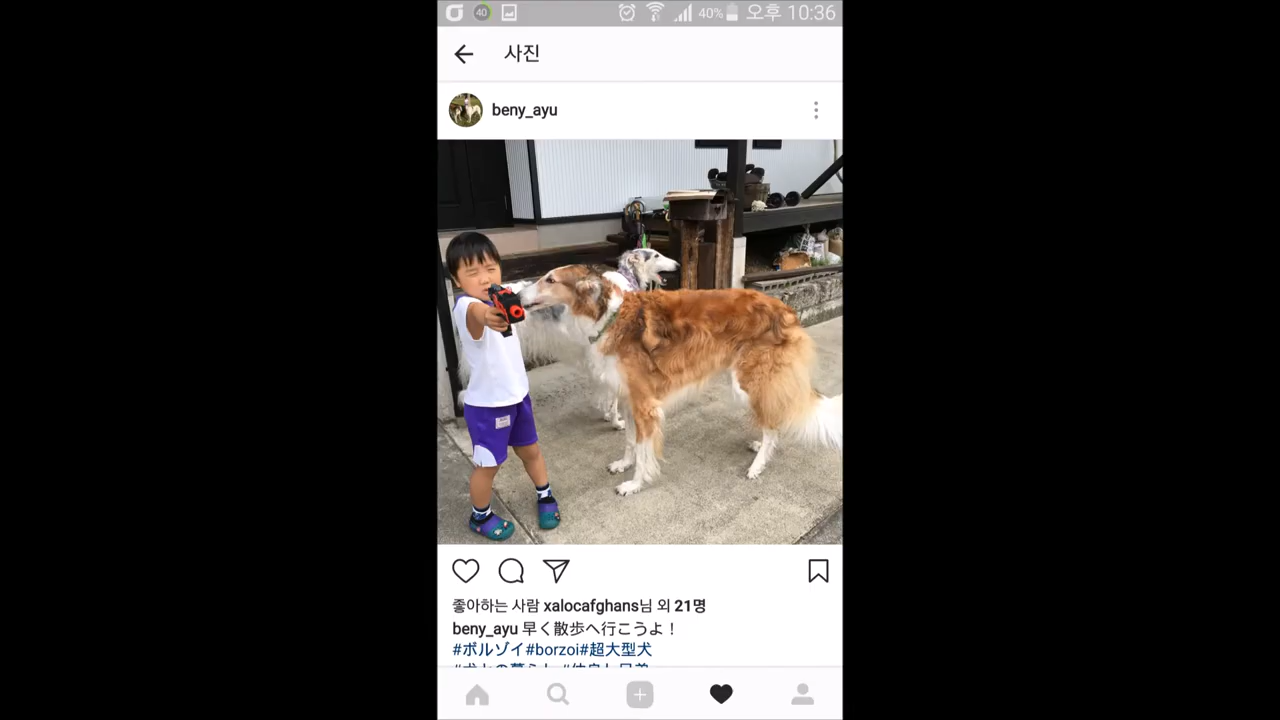 40 40% 오후 10:36
사진
beny_ayu
좋아하는 사람 xalocafghans님 외 21명
beny_ayu 早く散歩へ行こうよ！
#ボルゾイ#borzoi#超大型犬